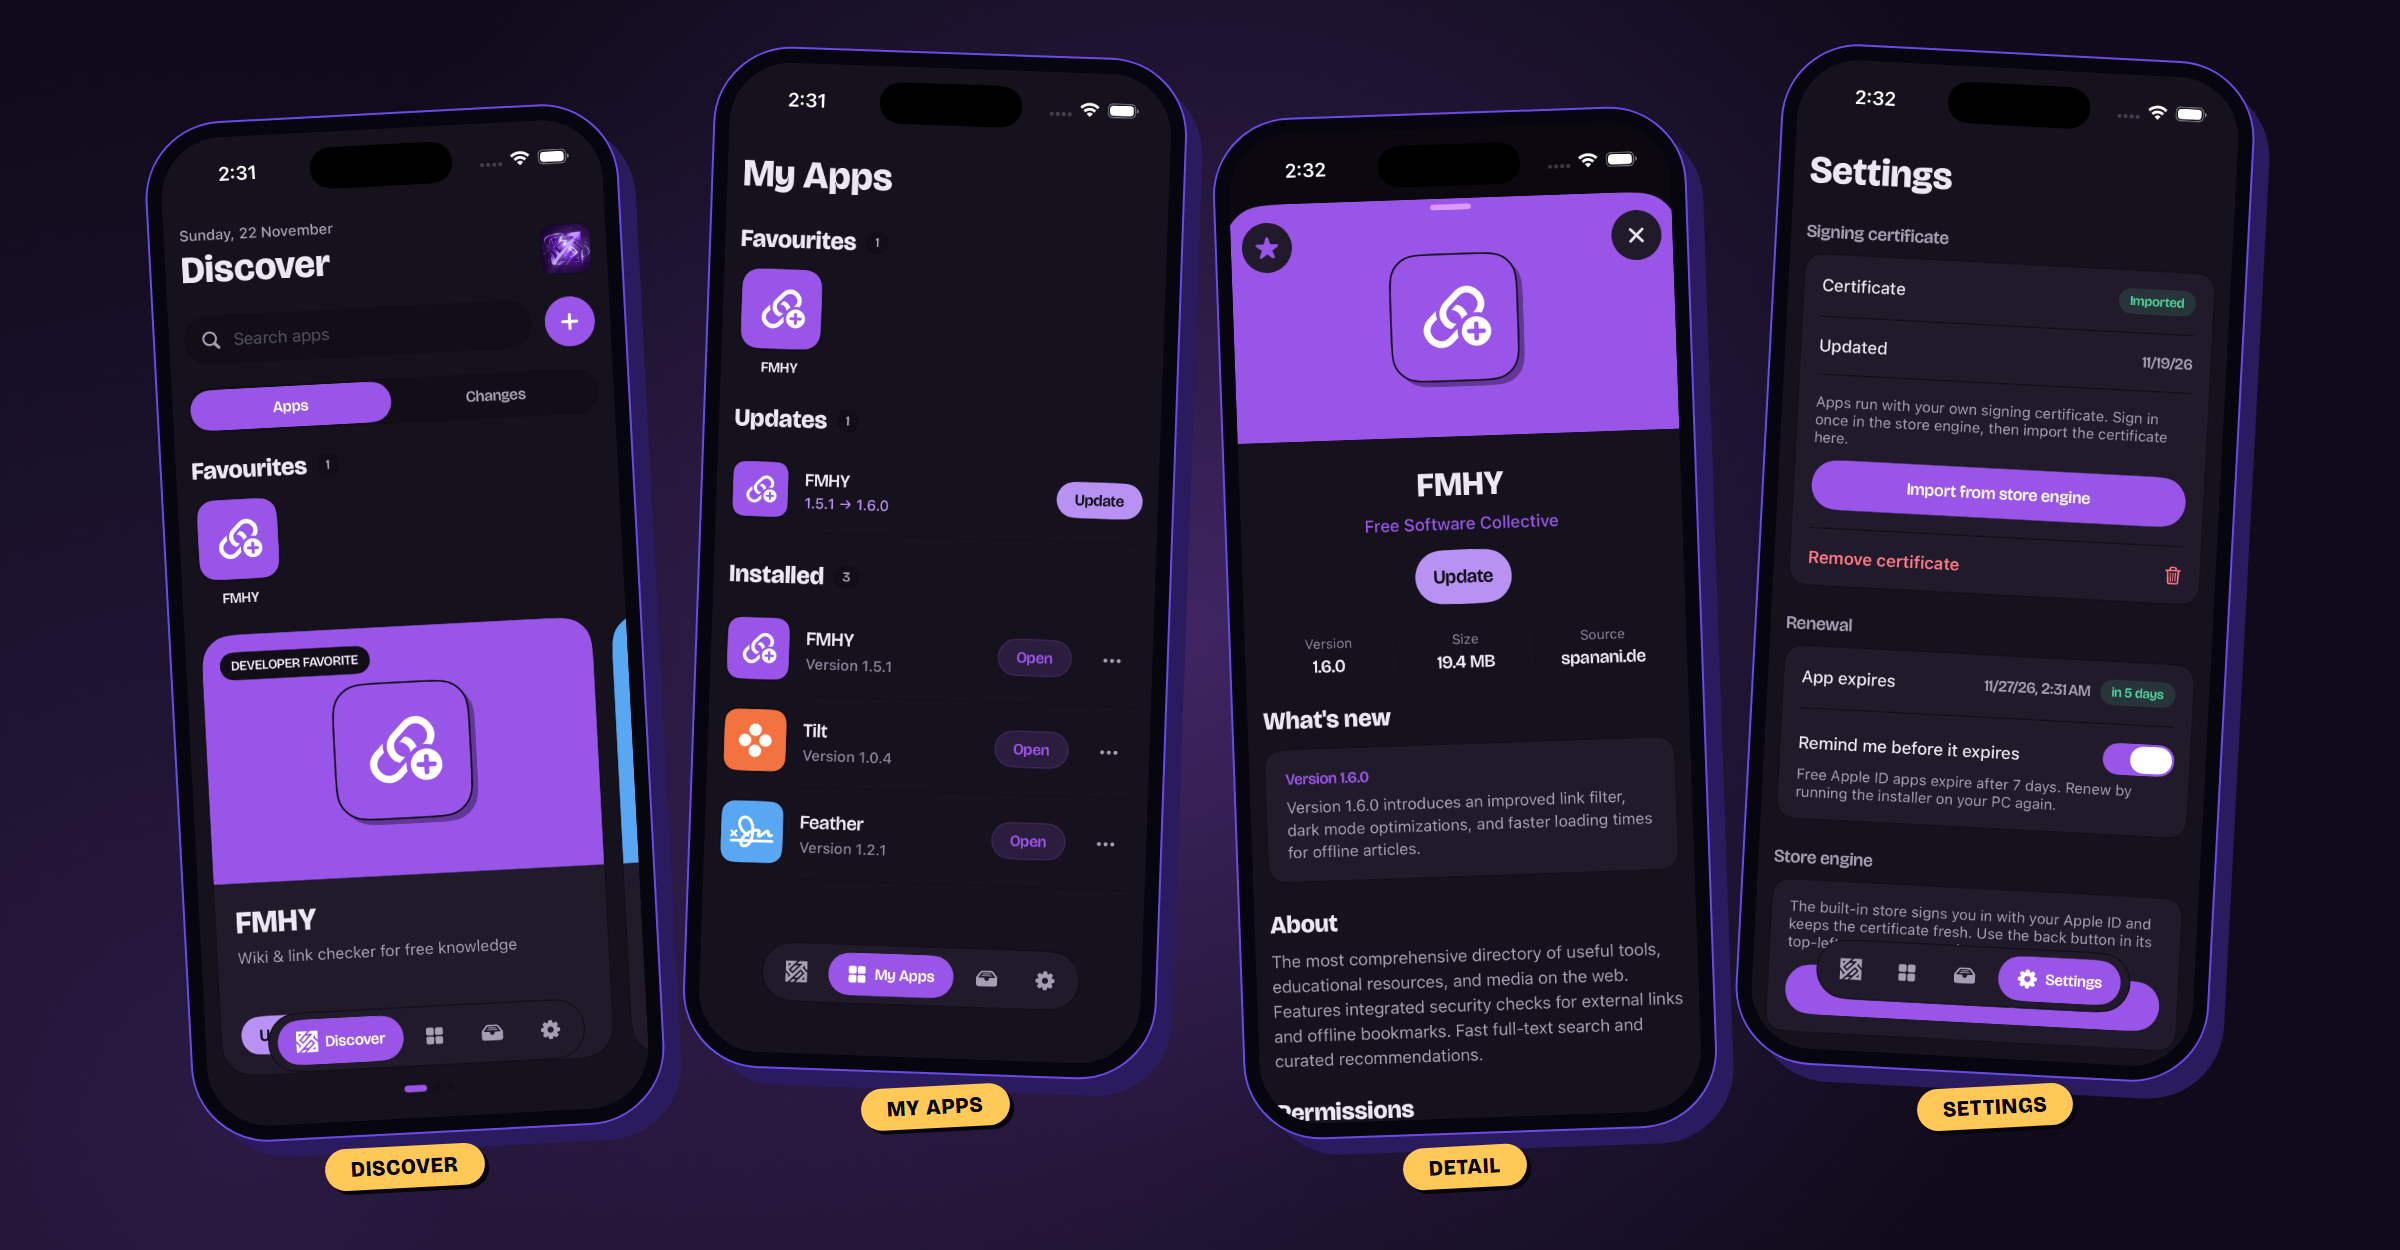 2:31
Sunday, 22 November
Discover
Search apps
Apps
Changes
Favourites 1
FMHY
DEVELOPER FAVORITE
FMHY
Wiki & link checker for free knowledge
Discover
DISCOVER
2:31
My Apps
Favourites 1
FMHY
Updates 1
FMHY
1.5.1 → 1.6.0
Update
Installed 3
FMHY
Version 1.5.1
Open
Tilt
Version 1.0.4
Open
Feather
Version 1.2.1
Open
My Apps
MY APPS
2:32
FMHY
Free Software Collective
Update
Version
1.6.0
Size
19.4 MB
Source
spanani.de
What's new
Version 1.6.0
Version 1.6.0 introduces an improved link filter,
dark mode optimizations, and faster loading times
for offline articles.
About
The most comprehensive directory of useful tools,
educational resources, and media on the web.
Features integrated security checks for external links
and offline bookmarks. Fast full-text search and
curated recommendations.
Permissions
DETAIL
2:32
Settings
Signing certificate
Certificate
Imported
Updated
11/19/26
Apps run with your own signing certificate. Sign in
once in the store engine, then import the certificate
here.
Import from store engine
Remove certificate
Renewal
App expires
11/27/26, 2:31 AM
in 5 days
Remind me before it expires
Free Apple ID apps expire after 7 days. Renew by
running the installer on your PC again.
Store engine
The built-in store signs you in with your Apple ID and
keeps the certificate fresh. Use the back button in its
Settings
SETTINGS